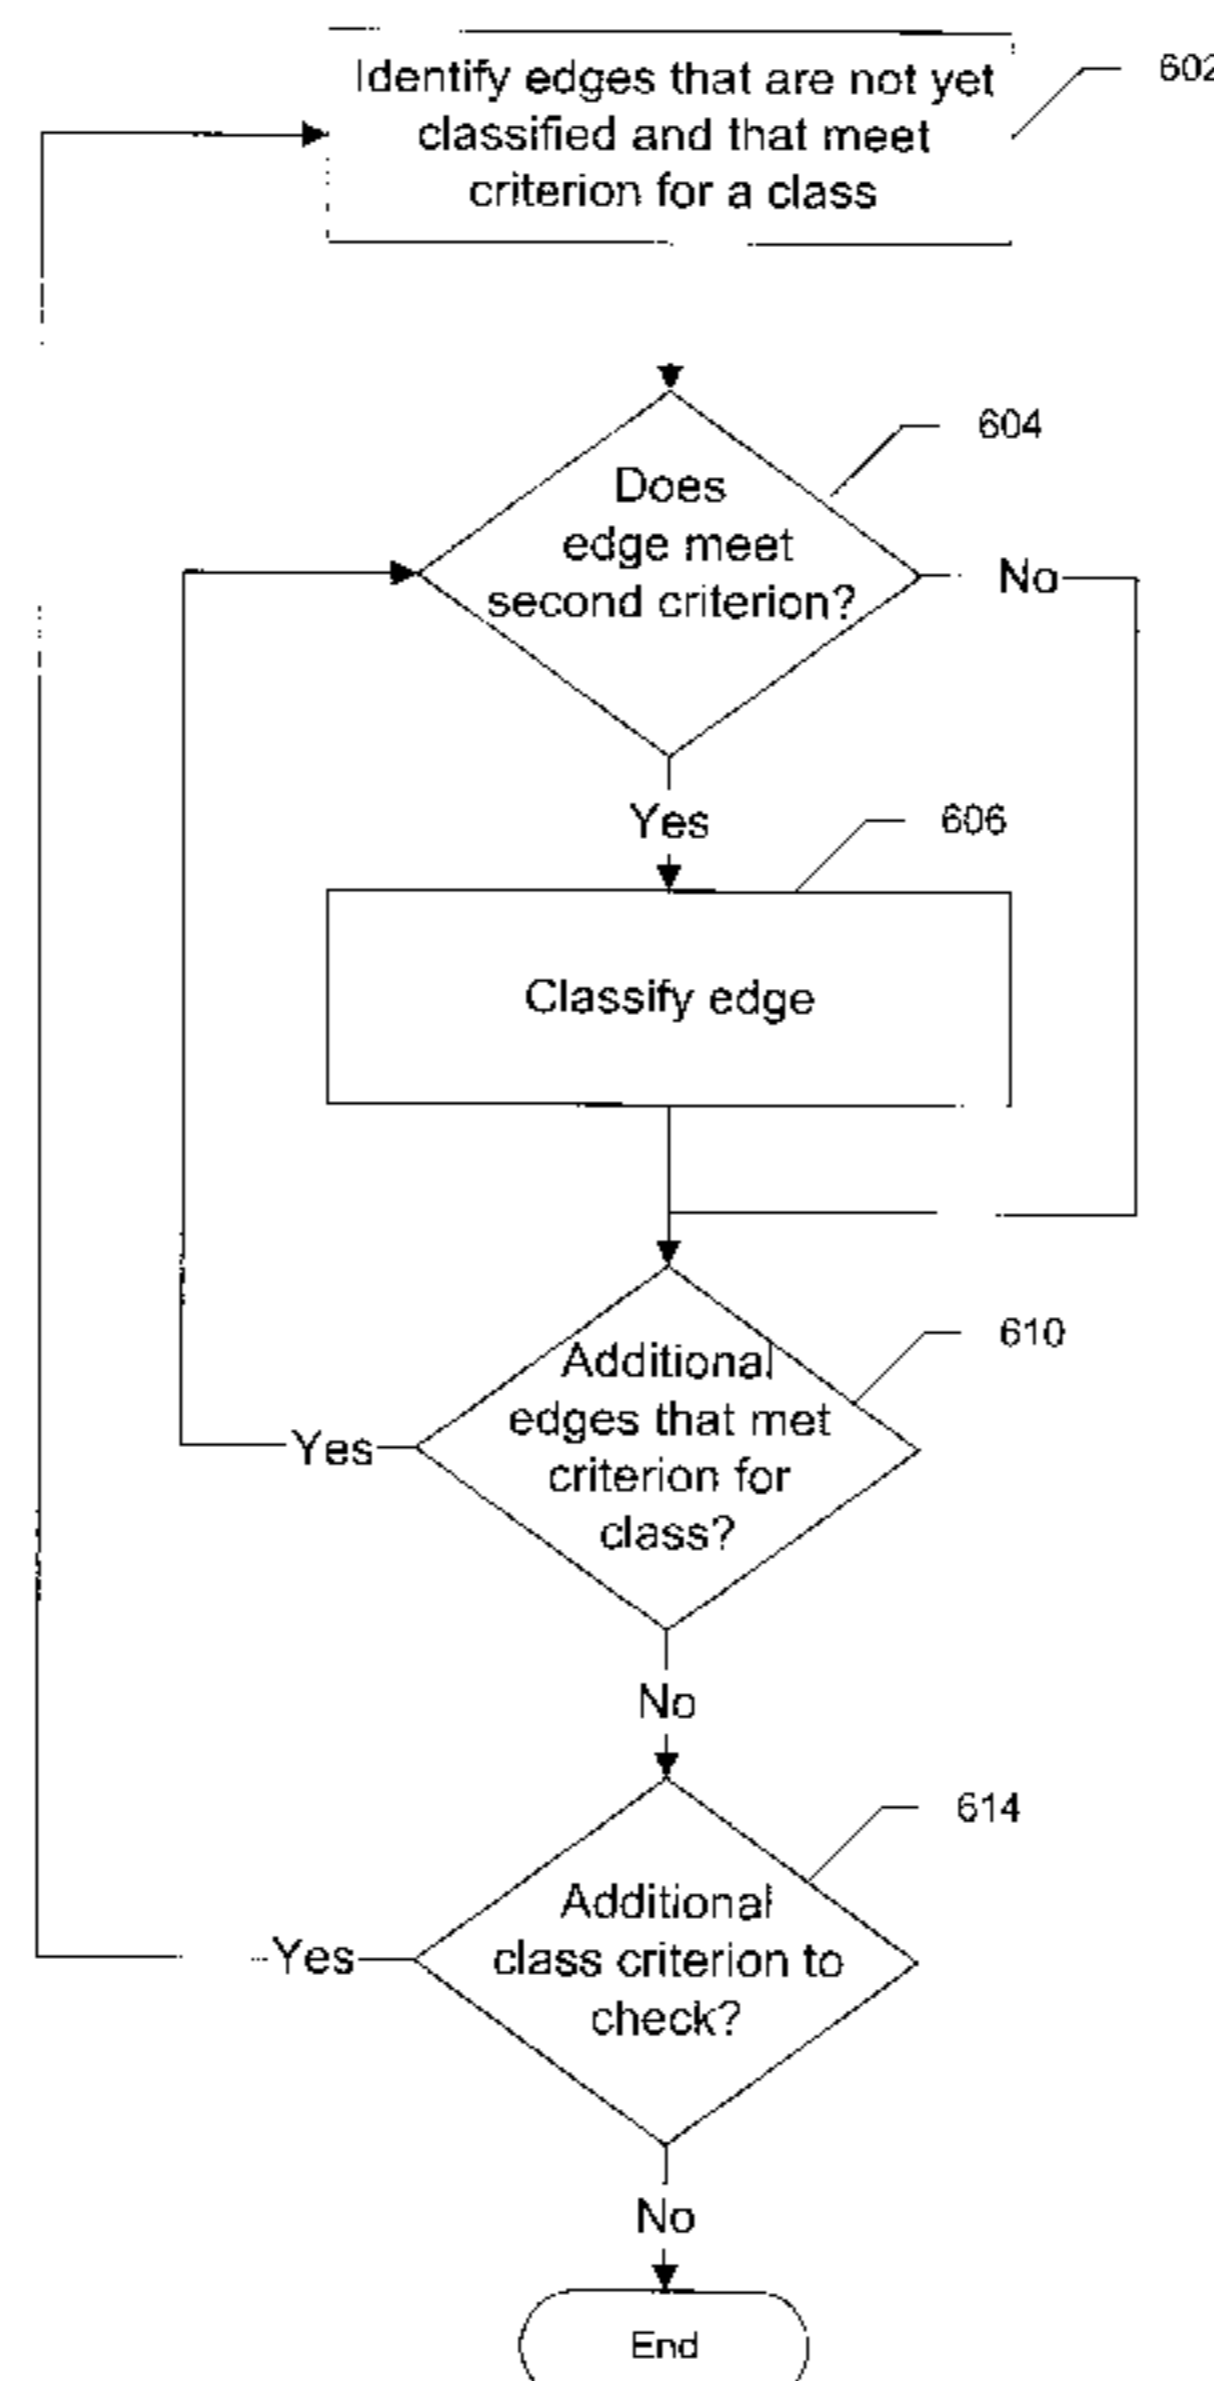 Identify edges that are not yet
classified and that meet
criterion for a class
602
Does
edge meet
second criterion?
604
No
Yes
606
Classify edge
Additional
edges that met
criterion for
class?
610
Yes
No
614
Additional
class criterion to
check?
Yes
No
End